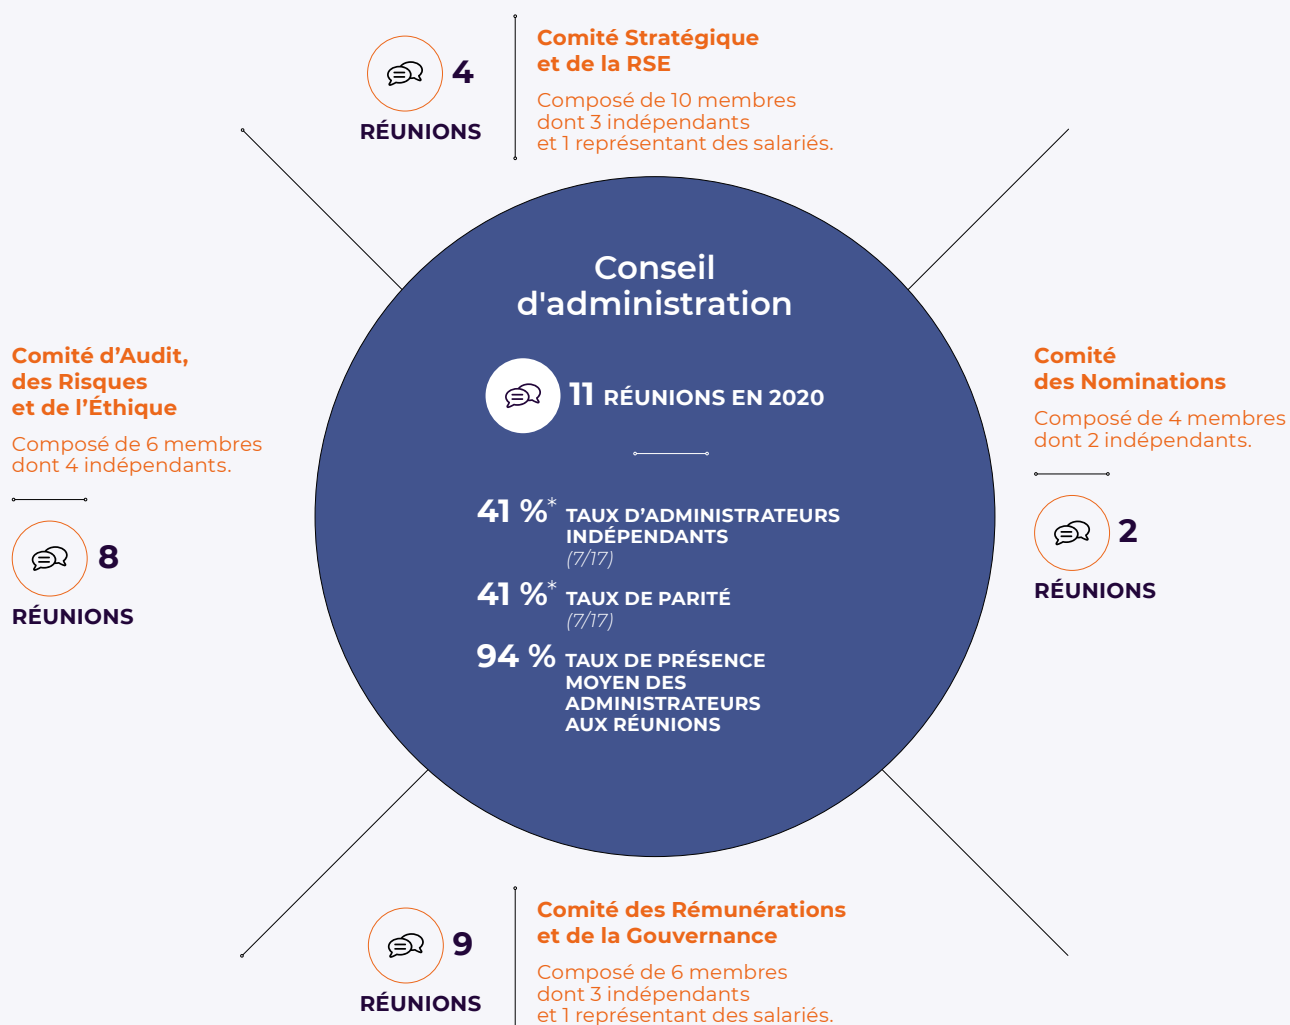 4
RÉUNIONS
Comité Stratégique
et de la RSE
Composé de 10 membres
dont 3 indépendants
et 1 représentant des salariés.
Conseil
d'administration
11 RÉUNIONS EN 2020
41 %* TAUX D’ADMINISTRATEURS
INDÉPENDANTS
(7/17)
41 %* TAUX DE PARITÉ
(7/17)
94 % TAUX DE PRÉSENCE
MOYEN DES
ADMINISTRATEURS
AUX RÉUNIONS
Comité d’Audit,
des Risques
et de l’Éthique
Composé de 6 membres
dont 4 indépendants.
8
RÉUNIONS
Comité
des Nominations
Composé de 4 membres
dont 2 indépendants.
2
RÉUNIONS
9
RÉUNIONS
Comité des Rémunérations
et de la Gouvernance
Composé de 6 membres
dont 3 indépendants
et 1 représentant des salariés.